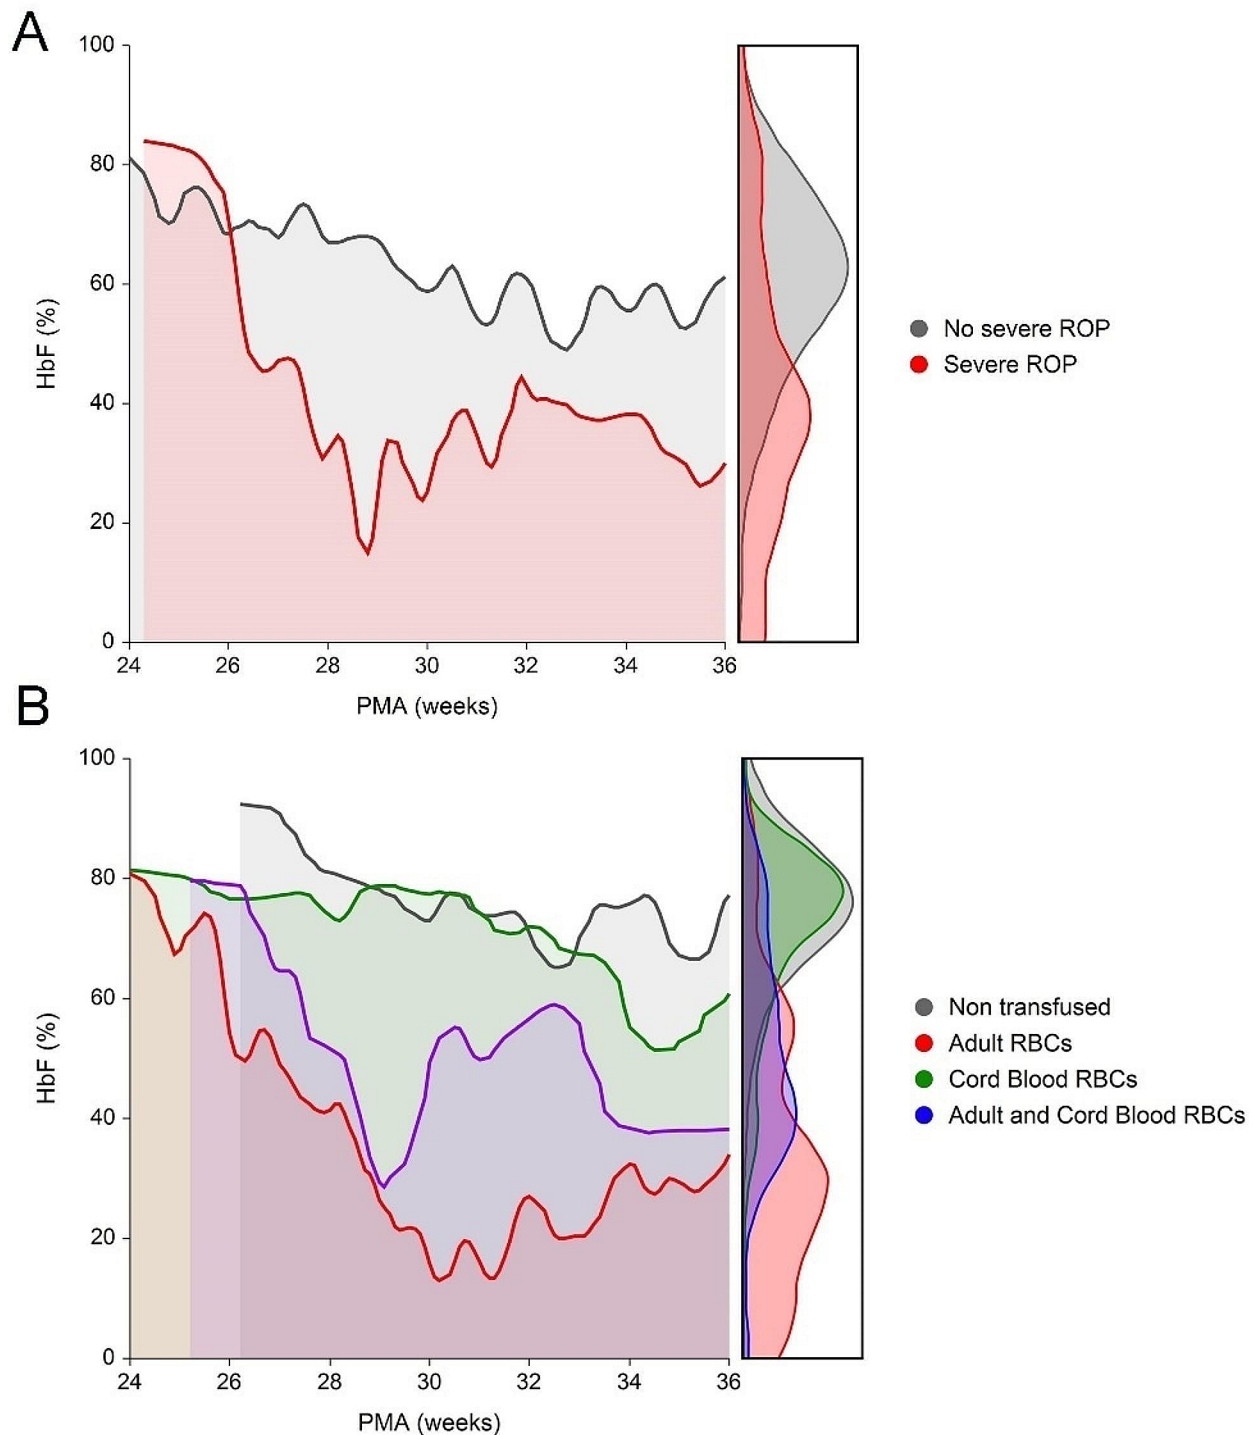 A
100
80
60
40
20
0
HbF (%)
24 26 28 30 32 34 36
PMA (weeks)
No severe ROP
Severe ROP
B
100
80
60
40
20
0
HbF (%)
24 26 28 30 32 34 36
PMA (weeks)
Non transfused
Adult RBCs
Cord Blood RBCs
Adult and Cord Blood RBCs